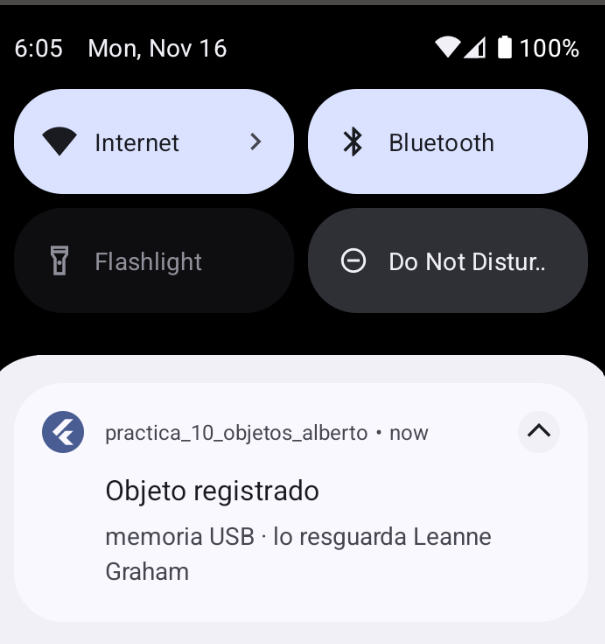 6:05 Mon, Nov 16 100%
Internet
Bluetooth
Flashlight
Do Not Distur..
practica_10_objetos_alberto • now
Objeto registrado
memoria USB · lo resguarda Leanne
Graham